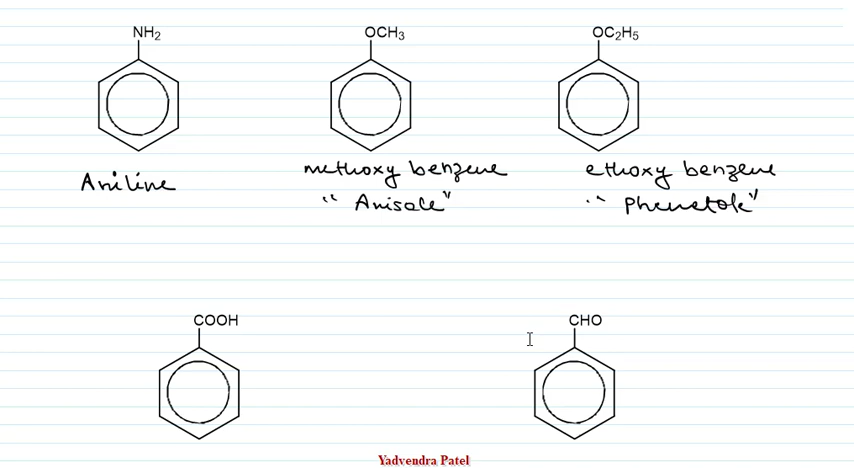 NH2 OCH3 OC2H5
Aniline methoxy benzene ethoxy benzene
"Anisole" "Phenetole"
COOH CHO
Yadvendra Patel